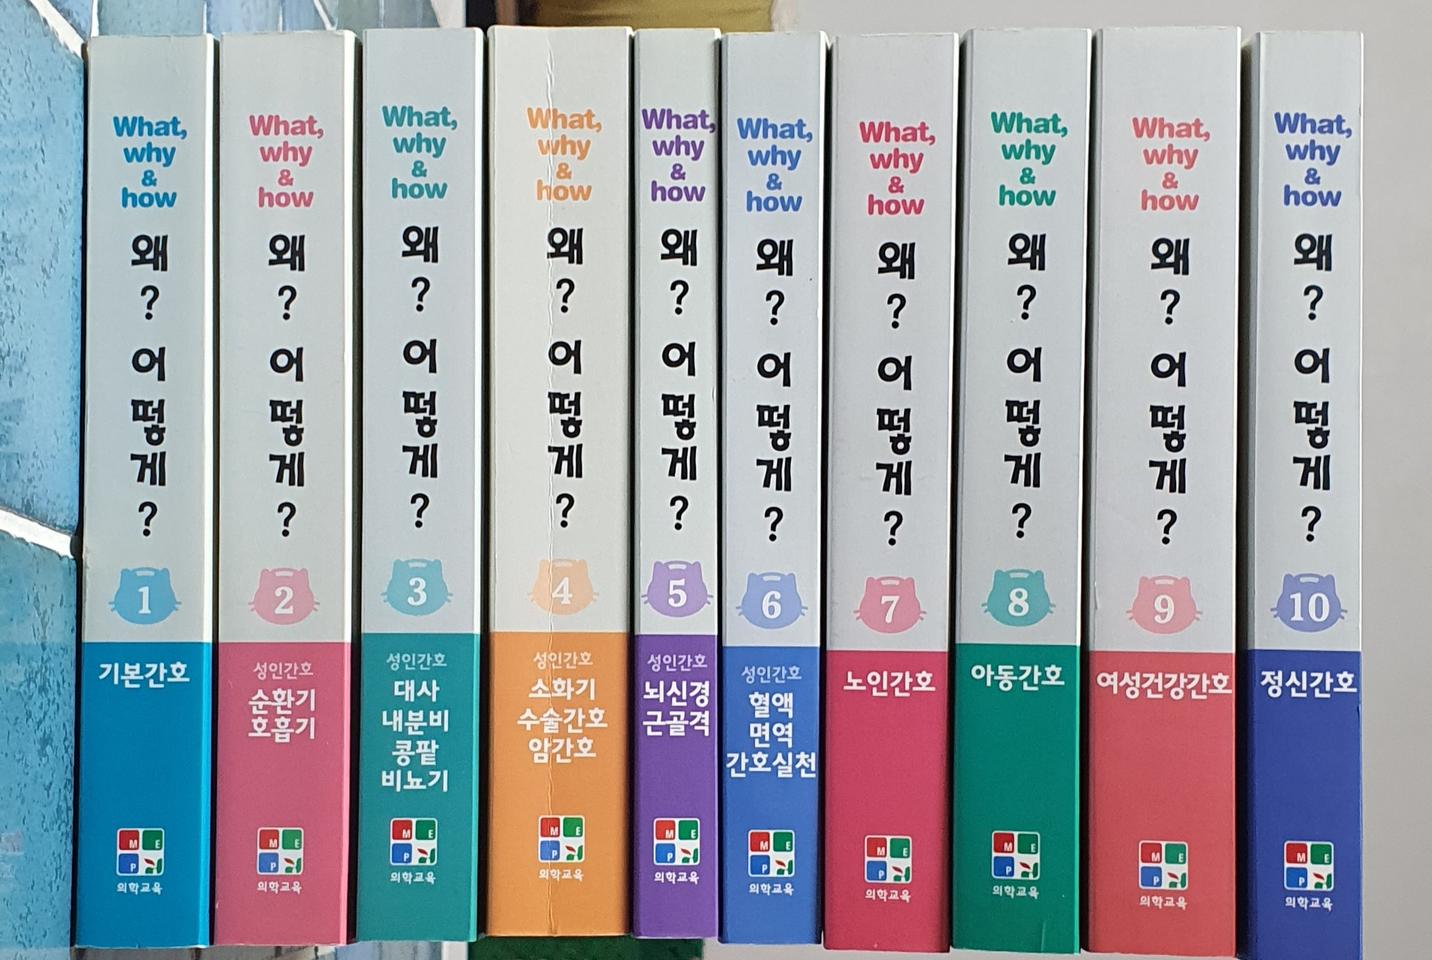 What,
why
&
how
왜
?
어
떻
게
?
1
기본간호
M E
P
의학교육
What,
why
&
how
왜
?
어
떻
게
?
2
성인간호
순환기
호흡기
M E
P
의학교육
What,
why
&
how
왜
?
어
떻
게
?
3
성인간호
대사
내분비
콩팥
비뇨기
M E
P
의학교육
What,
why
&
how
왜
?
어
떻
게
?
4
성인간호
소화기
수술간호
암간호
M E
P
의학교육
What,
why
&
how
왜
?
어
떻
게
?
5
성인간호
뇌신경
근골격
M E
P
의학교육
What,
why
&
how
왜
?
어
떻
게
?
6
성인간호
혈액
면역
간호실천
M E
P
의학교육
What,
why
&
how
왜
?
어
떻
게
?
7
노인간호
M E
P
의학교육
What,
why
&
how
왜
?
어
떻
게
?
8
아동간호
M E
P
의학교육
What,
why
&
how
왜
?
어
떻
게
?
9
여성건강간호
M E
P
의학교육
What,
why
&
how
왜
?
어
떻
게
?
10
정신간호
M E
P
의학교육